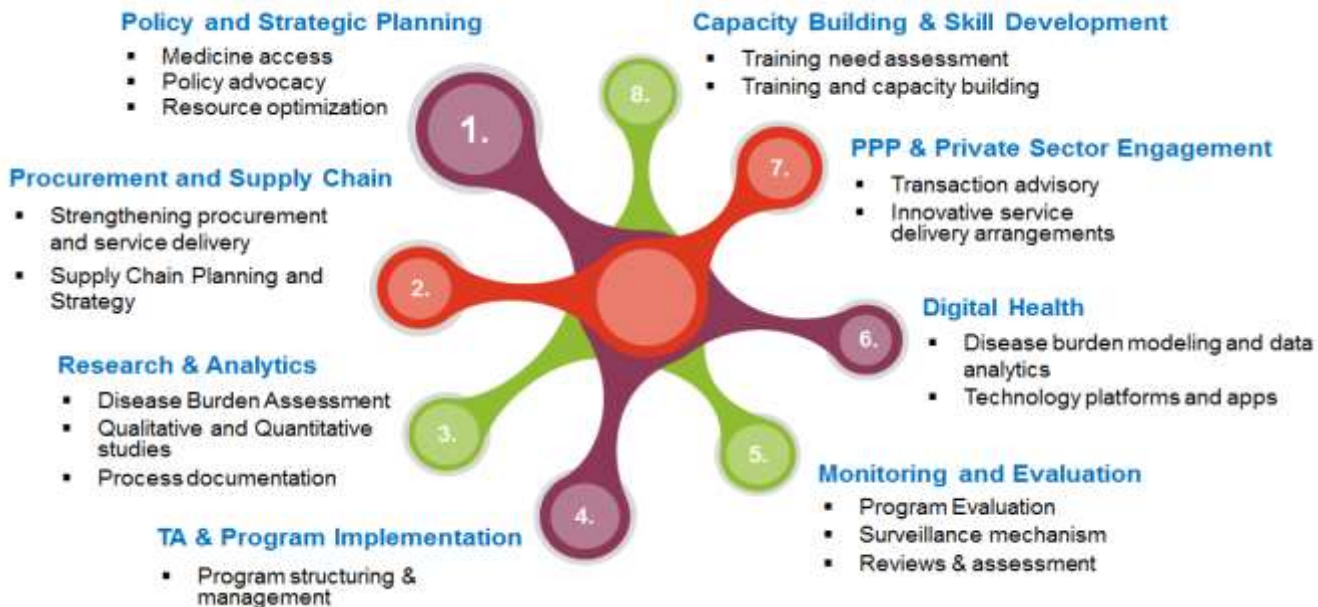 Policy and Strategic Planning
▪ Medicine access
▪ Policy advocacy
▪ Resource optimization
1.
Procurement and Supply Chain
▪ Strengthening procurement
and service delivery
▪ Supply Chain Planning and
Strategy
2.
Research & Analytics
▪ Disease Burden Assessment
▪ Qualitative and Quantitative
studies
▪ Process documentation
3.
TA & Program Implementation
▪ Program structuring &
management
4.
Monitoring and Evaluation
▪ Program Evaluation
▪ Surveillance mechanism
▪ Reviews & assessment
5.
Digital Health
▪ Disease burden modeling and data
analytics
▪ Technology platforms and apps
6.
PPP & Private Sector Engagement
▪ Transaction advisory
▪ Innovative service
delivery arrangements
7.
Capacity Building & Skill Development
▪ Training need assessment
▪ Training and capacity building
8.